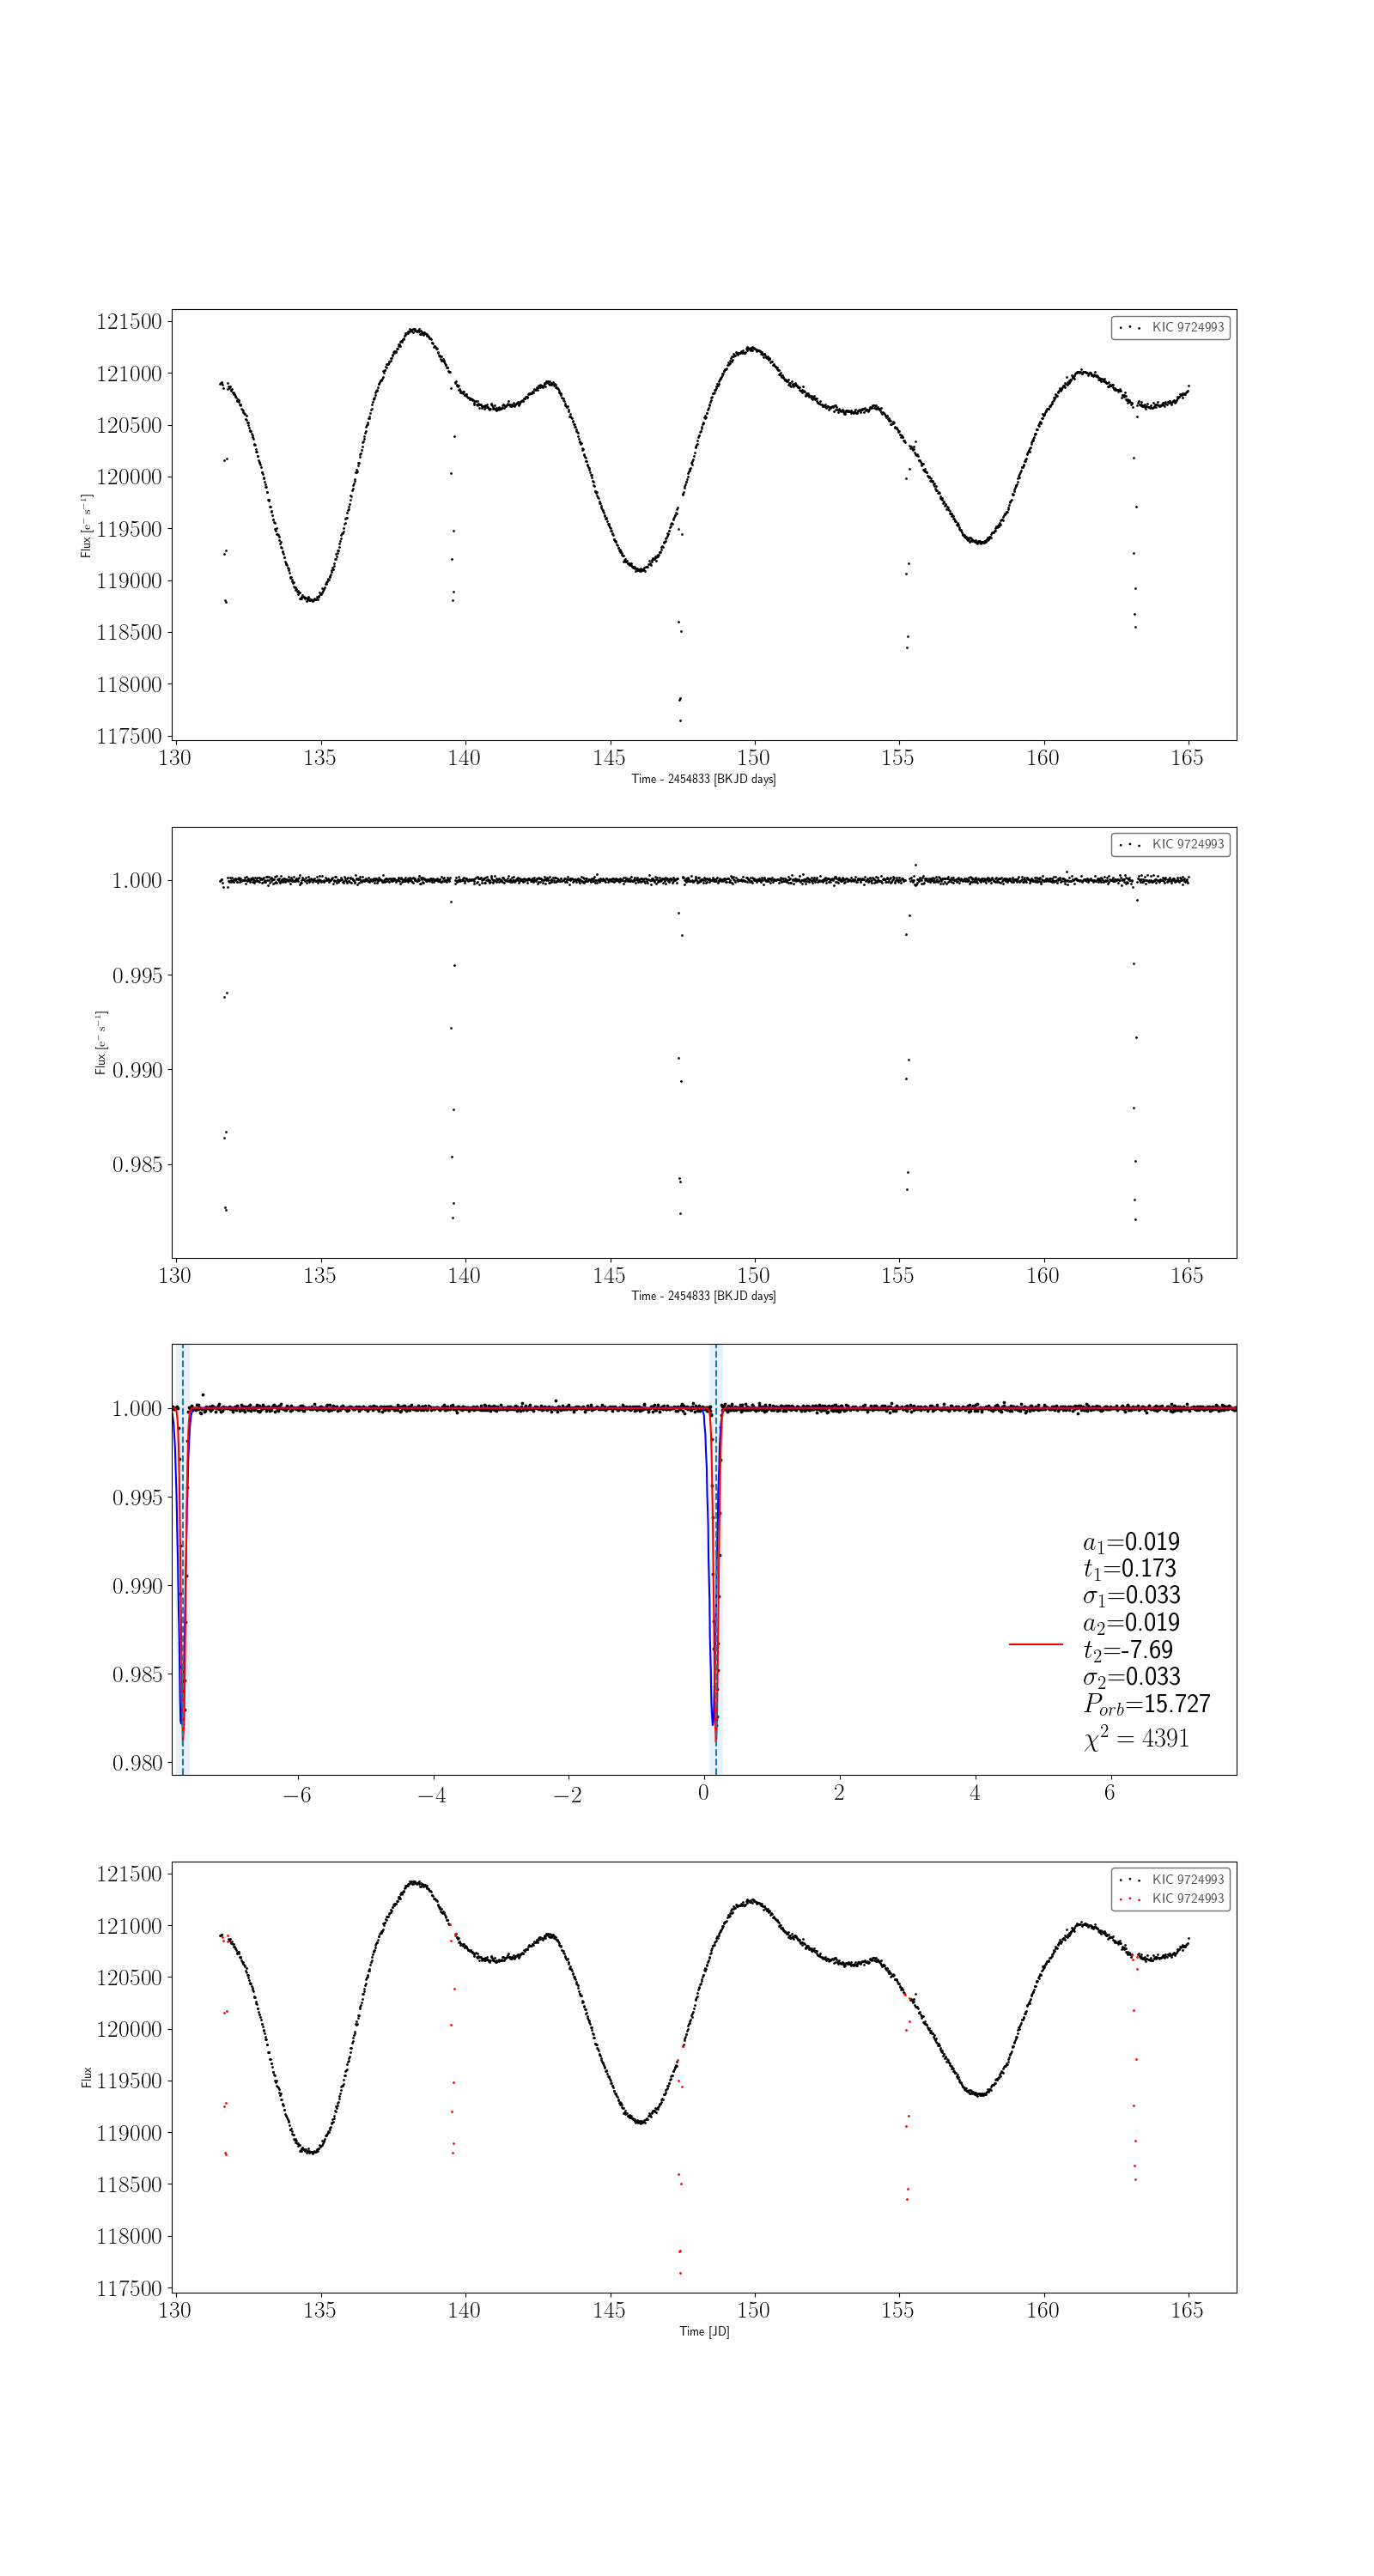 121500
121000
120500
120000
119500
119000
118500
118000
117500
Flux [e⁻ s⁻¹]
KIC 9724993
130 135 140 145 150 155 160 165
Time - 2454833 [BKJD days]
1.000
0.995
0.990
0.985
Flux [e⁻ s⁻¹]
KIC 9724993
130 135 140 145 150 155 160 165
Time - 2454833 [BKJD days]
1.000
0.995
0.990
0.985
0.980
a₁=0.019
t₁=0.173
σ₁=0.033
a₂=0.019
t₂=-7.69
σ₂=0.033
P_orb=15.727
χ² = 4391
−6 −4 −2 0 2 4 6
121500
121000
120500
120000
119500
119000
118500
118000
117500
Flux
KIC 9724993
KIC 9724993
130 135 140 145 150 155 160 165
Time [JD]